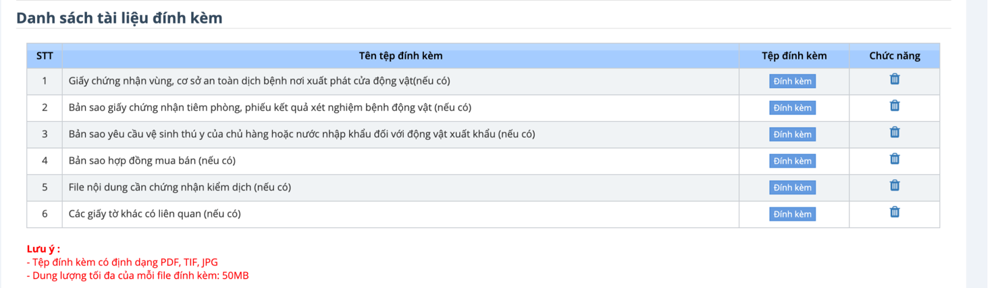 Danh sách tài liệu đính kèm
STT Tên tệp đính kèm Tệp đính kèm Chức năng
1 Giấy chứng nhận vùng, cơ sở an toàn dịch bệnh nơi xuất phát cửa động vật(nếu có) Đính kèm
2 Bản sao giấy chứng nhận tiêm phòng, phiếu kết quả xét nghiệm bệnh động vật (nếu có) Đính kèm
3 Bản sao yêu cầu vệ sinh thú y của chủ hàng hoặc nước nhập khẩu đối với động vật xuất khẩu (nếu có) Đính kèm
4 Bản sao hợp đồng mua bán (nếu có) Đính kèm
5 File nội dung cần chứng nhận kiểm dịch (nếu có) Đính kèm
6 Các giấy tờ khác có liên quan (nếu có) Đính kèm
Lưu ý :
- Tệp đính kèm có định dạng PDF, TIF, JPG
- Dung lượng tối đa của mỗi file đính kèm: 50MB